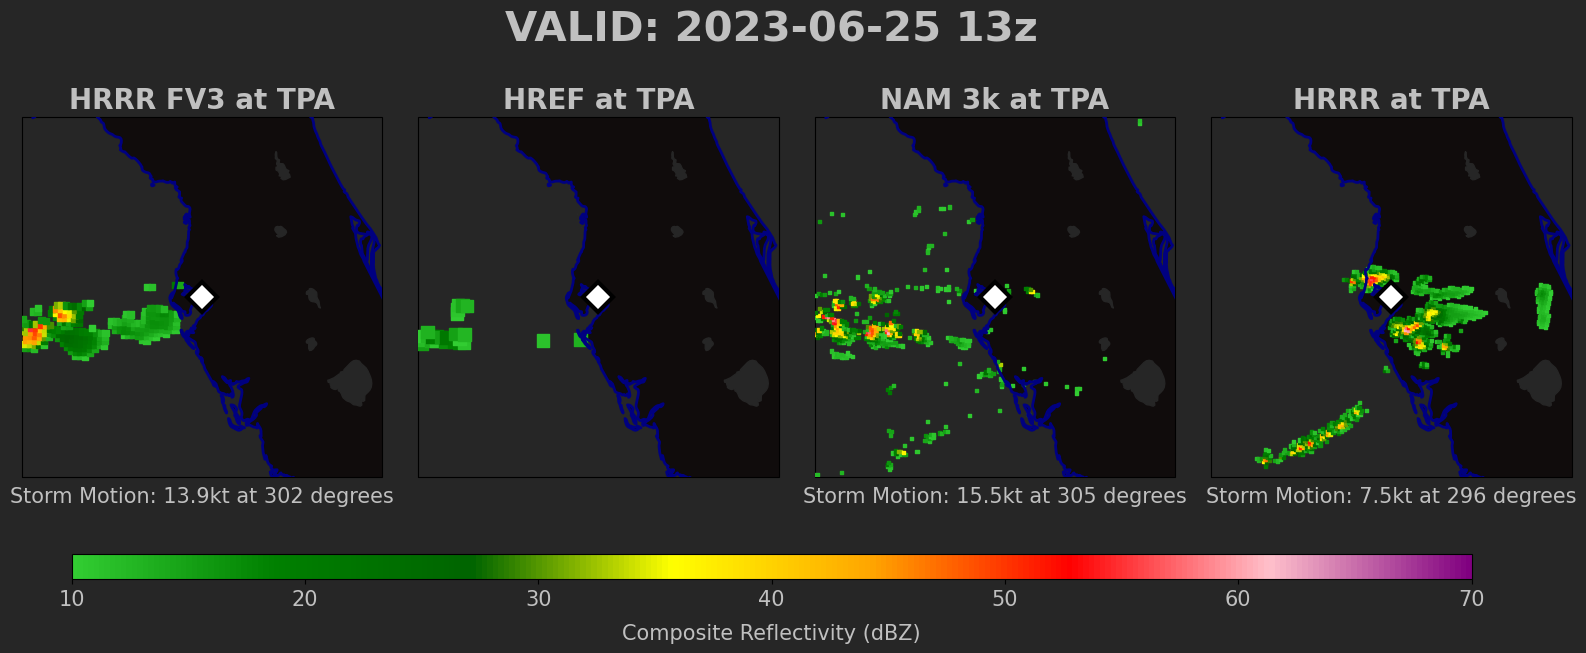 VALID: 2023-06-25 13z
HRRR FV3 at TPA
HREF at TPA
NAM 3k at TPA
HRRR at TPA
Storm Motion: 13.9kt at 302 degrees
Storm Motion: 15.5kt at 305 degrees
Storm Motion: 7.5kt at 296 degrees
10 20 30 40 50 60 70
Composite Reflectivity (dBZ)